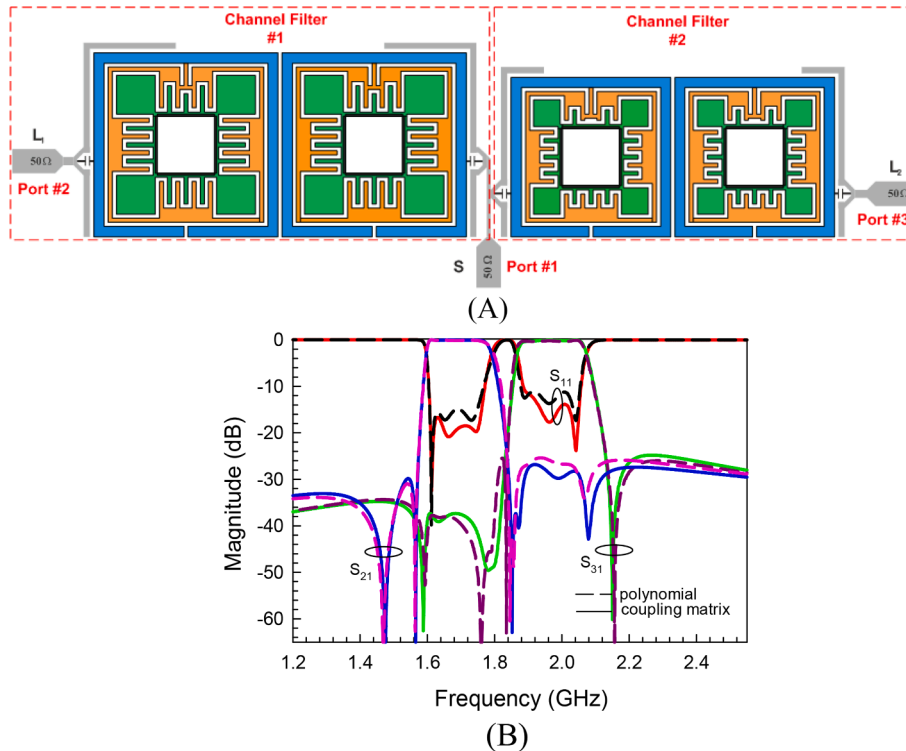 Channel Filter
#1
Channel Filter
#2
L1
50 Ω
Port #2
L2
50Ω
Port #3
S
50 Ω
Port #1
(A)
0
-10
-20
-30
-40
-50
-60
Magnitude (dB)
S11
S21
S31
polynomial
coupling matrix
1.2
1.4
1.6
1.8
2.0
2.2
2.4
Frequency (GHz)
(B)